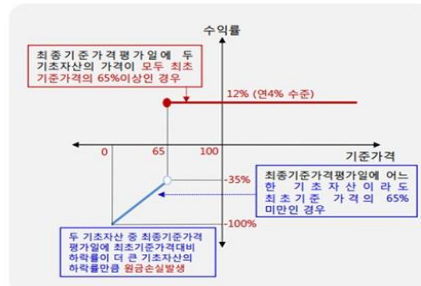 수익률
최종기준가격평가일에 두
기초자산의 가격이 모두 최초
기준가격의 65%이상인 경우
12% (연4% 수준)
0
65
100
기준가격
-35%
최종기준가격평가일에 어느
한 기초자산이라도
최초기준 가격의 65%
미만인 경우
-100%
두 기초자산 중 최종기준가격
평가일에 최초기준가격대비
하락률이 더 큰 기초자산의
하락률만큼 원금손실발생